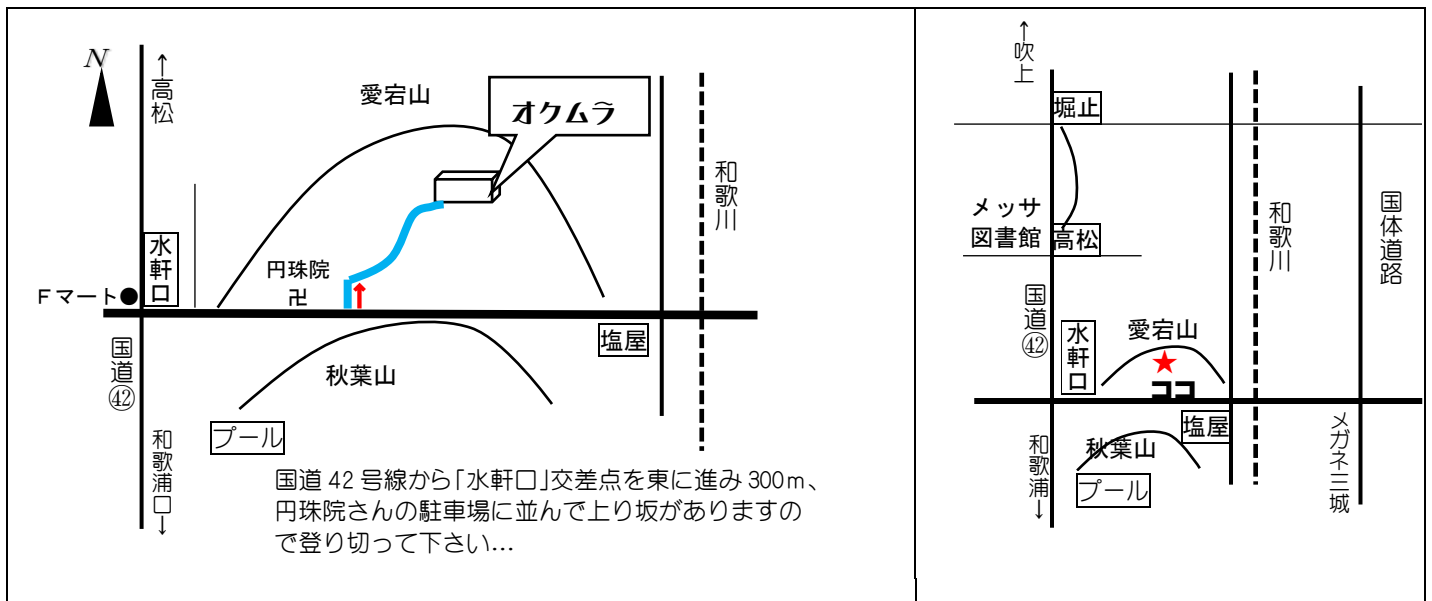 N
↑高松
愛宕山
オクムラ
和歌川
水軒口
円珠院
卍
Fマート●
塩屋
国道㊷
秋葉山
プール
和歌浦口↓
国道42号線から「水軒口」交差点を東に進み300m、
円珠院さんの駐車場に並んで上り坂がありますの
で登り切って下さい…
↑吹上
堀止
メッサ
図書館
高松
和歌川
国体道路
国道㊷
水軒口
愛宕山
★
ココ
塩屋
秋葉山
プール
和歌浦↓
メガネ三城